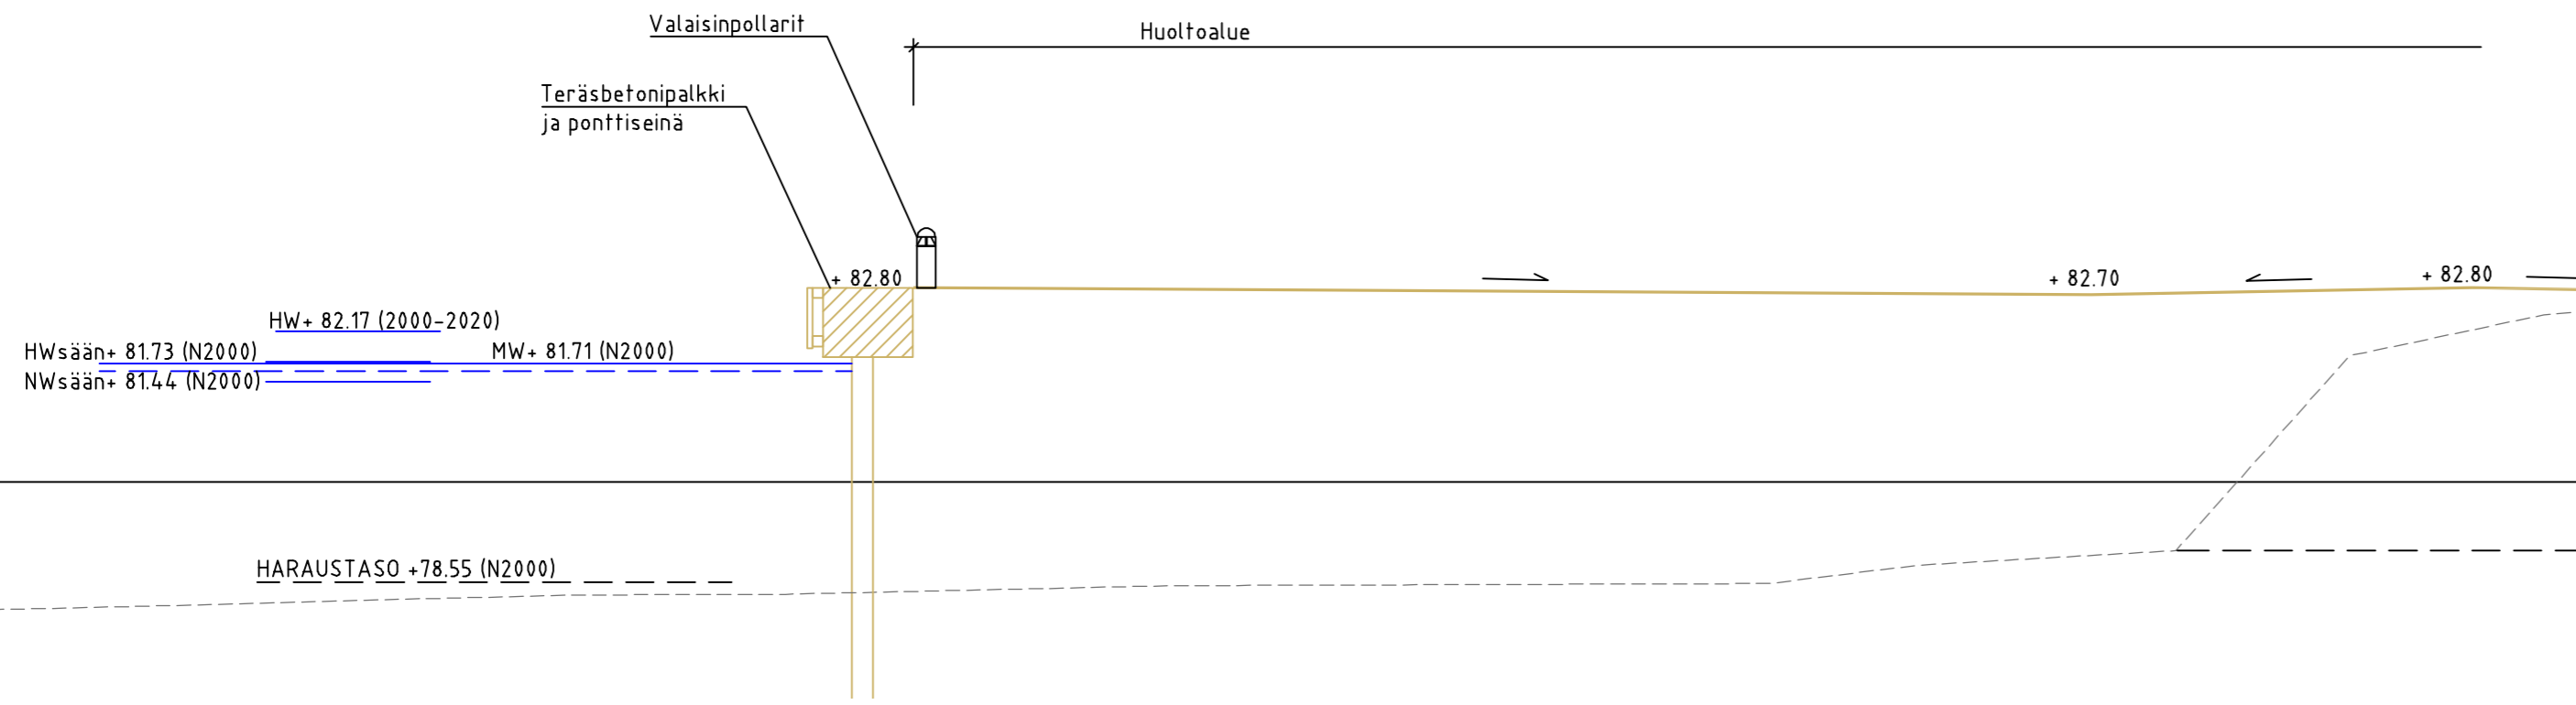 Valaisinpollarit
Huoltoalue
Teräsbetonipalkki
ja ponttiseinä
+ 82.80
+ 82.70
+ 82.80
HW+ 82.17 (2000-2020)
HWsään+ 81.73 (N2000)
MW+ 81.71 (N2000)
NWsään+ 81.44 (N2000)
HARAUSTASO +78.55 (N2000)